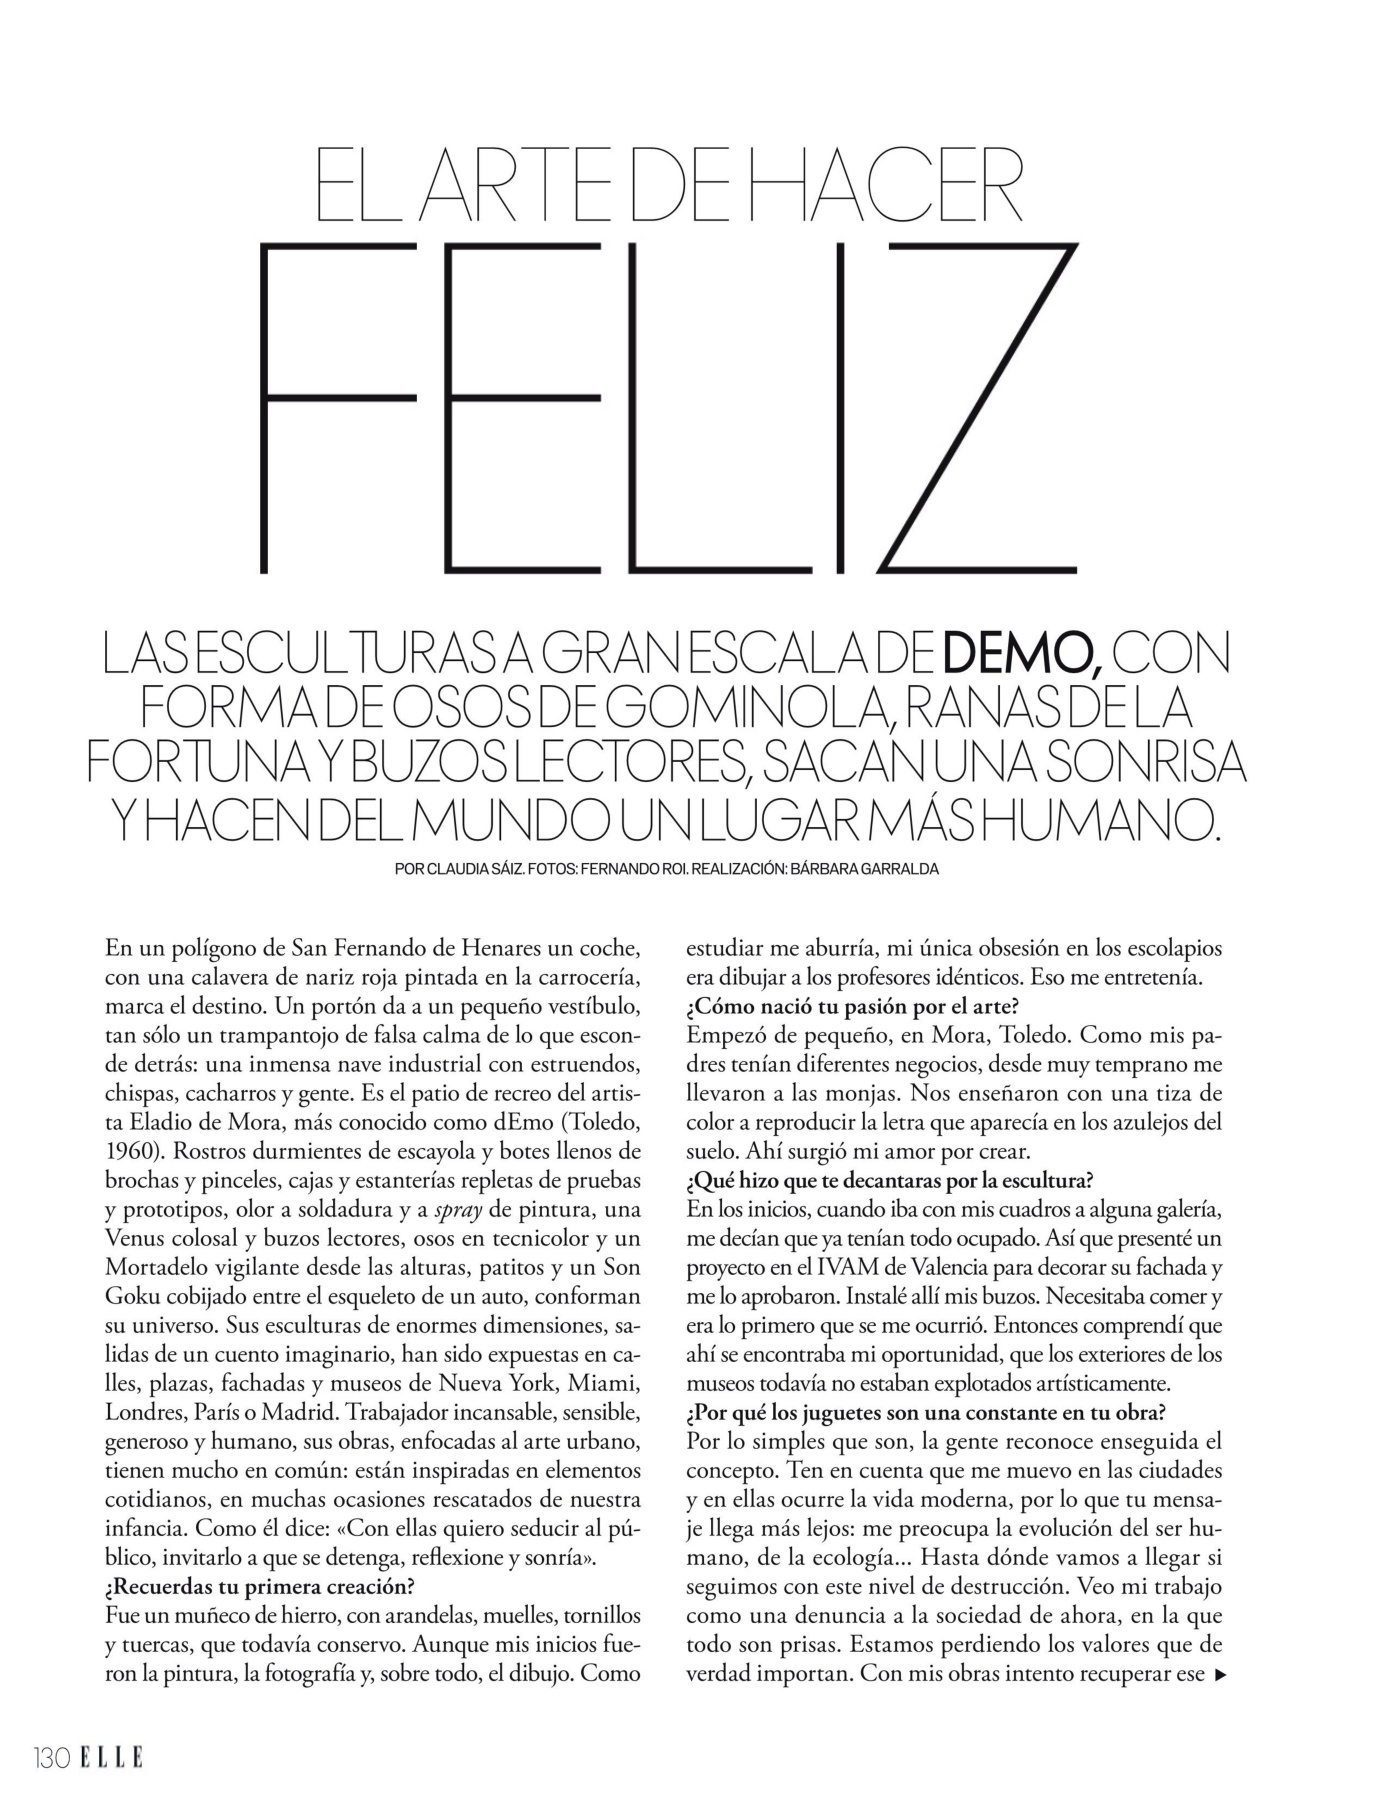 EL ARTE DE HACER
FELIZ
LAS ESCULTURAS A GRAN ESCALA DE DEMO, CON
FORMA DE OSOS DE GOMINOLA, RANAS DE LA
FORTUNA Y BUZOS LECTORES, SACAN UNA SONRISA
Y HACEN DEL MUNDO UN LUGAR MÁS HUMANO.
POR CLAUDIA SÁIZ. FOTOS: FERNANDO ROI. REALIZACIÓN: BÁRBARA GARRALDA
En un polígono de San Fernando de Henares un coche,
con una calavera de nariz roja pintada en la carrocería,
marca el destino. Un portón da a un pequeño vestíbulo,
tan sólo un trampantojo de falsa calma de lo que escon-
de detrás: una inmensa nave industrial con estruendos,
chispas, cacharros y gente. Es el patio de recreo del artis-
ta Eladio de Mora, más conocido como dEmo (Toledo,
1960). Rostros durmientes de escayola y botes llenos de
brochas y pinceles, cajas y estanterías repletas de pruebas
y prototipos, olor a soldadura y a spray de pintura, una
Venus colosal y buzos lectores, osos en tecnicolor y un
Mortadelo vigilante desde las alturas, patitos y un Son
Goku cobijado entre el esqueleto de un auto, conforman
su universo. Sus esculturas de enormes dimensiones, sa-
lidas de un cuento imaginario, han sido expuestas en ca-
lles, plazas, fachadas y museos de Nueva York, Miami,
Londres, París o Madrid. Trabajador incansable, sensible,
generoso y humano, sus obras, enfocadas al arte urbano,
tienen mucho en común: están inspiradas en elementos
cotidianos, en muchas ocasiones rescatados de nuestra
infancia. Como él dice: «Con ellas quiero seducir al pú-
blico, invitarlo a que se detenga, reflexione y sonría».
¿Recuerdas tu primera creación?
Fue un muñeco de hierro, con arandelas, muelles, tornillos
y tuercas, que todavía conservo. Aunque mis inicios fue-
ron la pintura, la fotografía y, sobre todo, el dibujo. Como
estudiar me aburría, mi única obsesión en los escolapios
era dibujar a los profesores idénticos. Eso me entretenía.
¿Cómo nació tu pasión por el arte?
Empezó de pequeño, en Mora, Toledo. Como mis pa-
dres tenían diferentes negocios, desde muy temprano me
llevaron a las monjas. Nos enseñaron con una tiza de
color a reproducir la letra que aparecía en los azulejos del
suelo. Ahí surgió mi amor por crear.
¿Qué hizo que te decantaras por la escultura?
En los inicios, cuando iba con mis cuadros a alguna galería,
me decían que ya tenían todo ocupado. Así que presenté un
proyecto en el IVAM de Valencia para decorar su fachada y
me lo aprobaron. Instalé allí mis buzos. Necesitaba comer y
era lo primero que se me ocurrió. Entonces comprendí que
ahí se encontraba mi oportunidad, que los exteriores de los
museos todavía no estaban explotados artísticamente.
¿Por qué los juguetes son una constante en tu obra?
Por lo simples que son, la gente reconoce enseguida el
concepto. Ten en cuenta que me muevo en las ciudades
y en ellas ocurre la vida moderna, por lo que tu mensa-
je llega más lejos: me preocupa la evolución del ser hu-
mano, de la ecología... Hasta dónde vamos a llegar si
seguimos con este nivel de destrucción. Veo mi trabajo
como una denuncia a la sociedad de ahora, en la que
todo son prisas. Estamos perdiendo los valores que de
verdad importan. Con mis obras intento recuperar ese ▶
130 ELLE